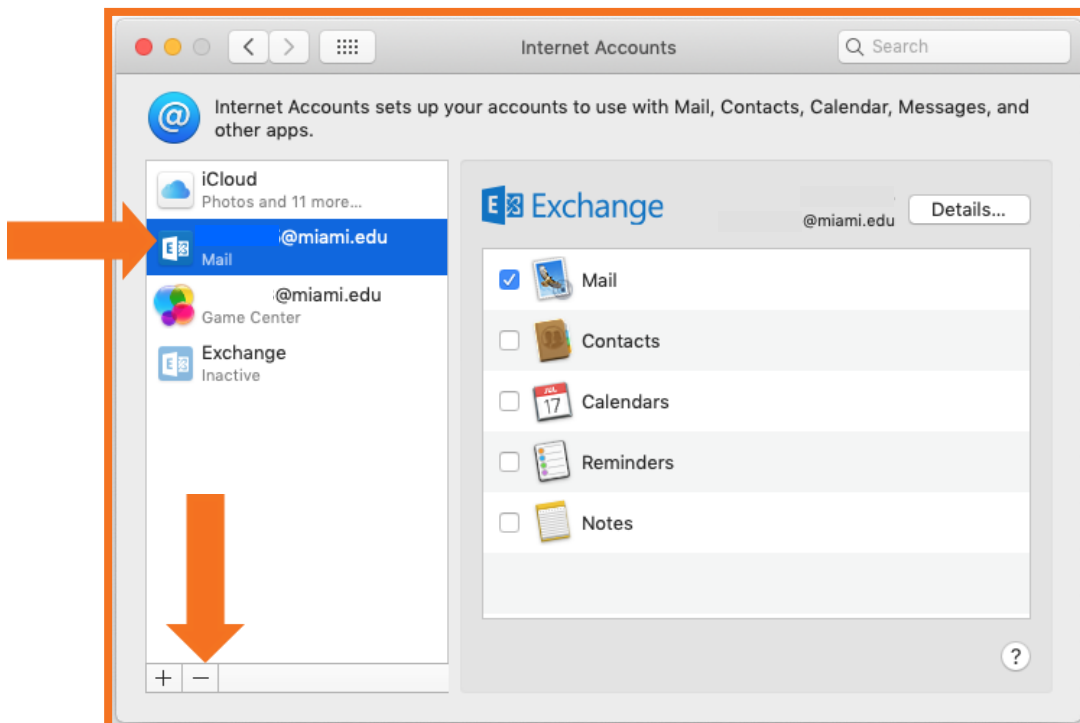 Internet Accounts
Search
Internet Accounts sets up your accounts to use with Mail, Contacts, Calendar, Messages, and
other apps.
iCloud
Photos and 11 more...
@miami.edu
Mail
@miami.edu
Game Center
Exchange
Inactive
E Exchange
@miami.edu
Details...
Mail
Contacts
JUL
17
Calendars
Reminders
Notes
+ −
?